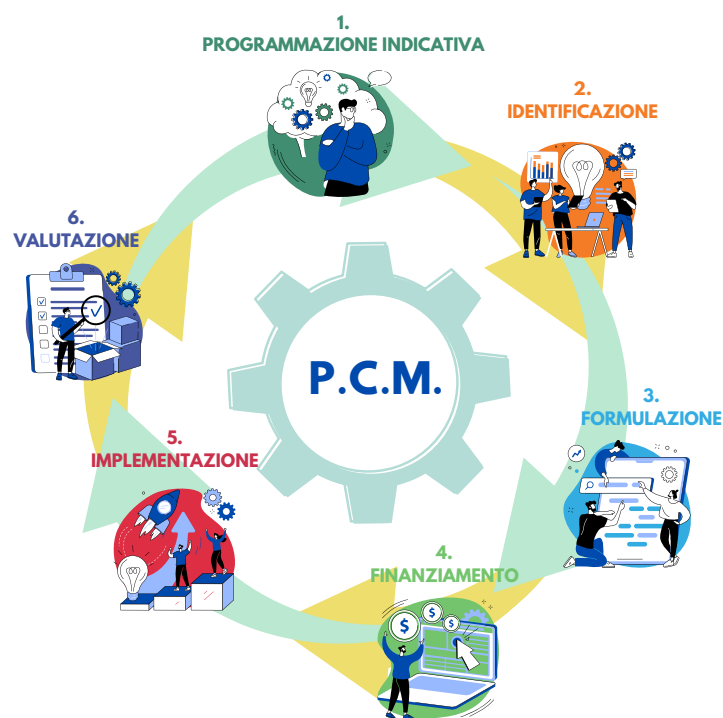 1.
PROGRAMMAZIONE INDICATIVA
2.
IDENTIFICAZIONE
3.
FORMULAZIONE
4.
FINANZIAMENTO
5.
IMPLEMENTAZIONE
6.
VALUTAZIONE
P.C.M.
$
$
$